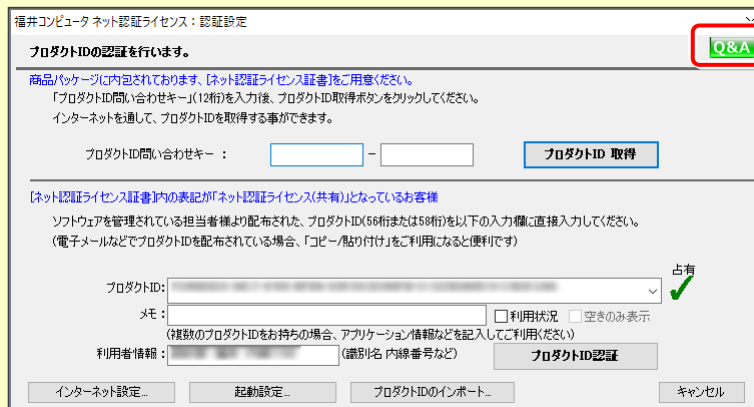 福井コンピュータ ネット認証ライセンス：認証設定
プロダクトIDの認証を行います。
Q&A
商品パッケージに内包されております、[ネット認証ライセンス証書]をご用意ください。
「プロダクトID問い合わせキー」(12桁)を入力後、プロダクトID取得ボタンをクリックしてください。
インターネットを通して、プロダクトIDを取得する事ができます。
プロダクトID問い合わせキー ： － プロダクトID 取得
[ネット認証ライセンス証書]内の表記が「ネット認証ライセンス(共有)」となっているお客様
ソフトウェアを管理されている担当者様より配布された、プロダクトID(56桁または58桁)を以下の入力欄に直接入力してください。
(電子メールなどでプロダクトIDを配布されている場合、「コピー/貼り付け」をご利用になると便利です)
占有
プロダクトID:
メモ： 利用状況 空きのみ表示
(複数のプロダクトIDをお持ちの場合、アプリケーション情報などを記入してご利用ください)
利用者情報： (識別名 内線番号など) プロダクトID認証
インターネット設定... 起動設定... プロダクトIDのインポート... キャンセル